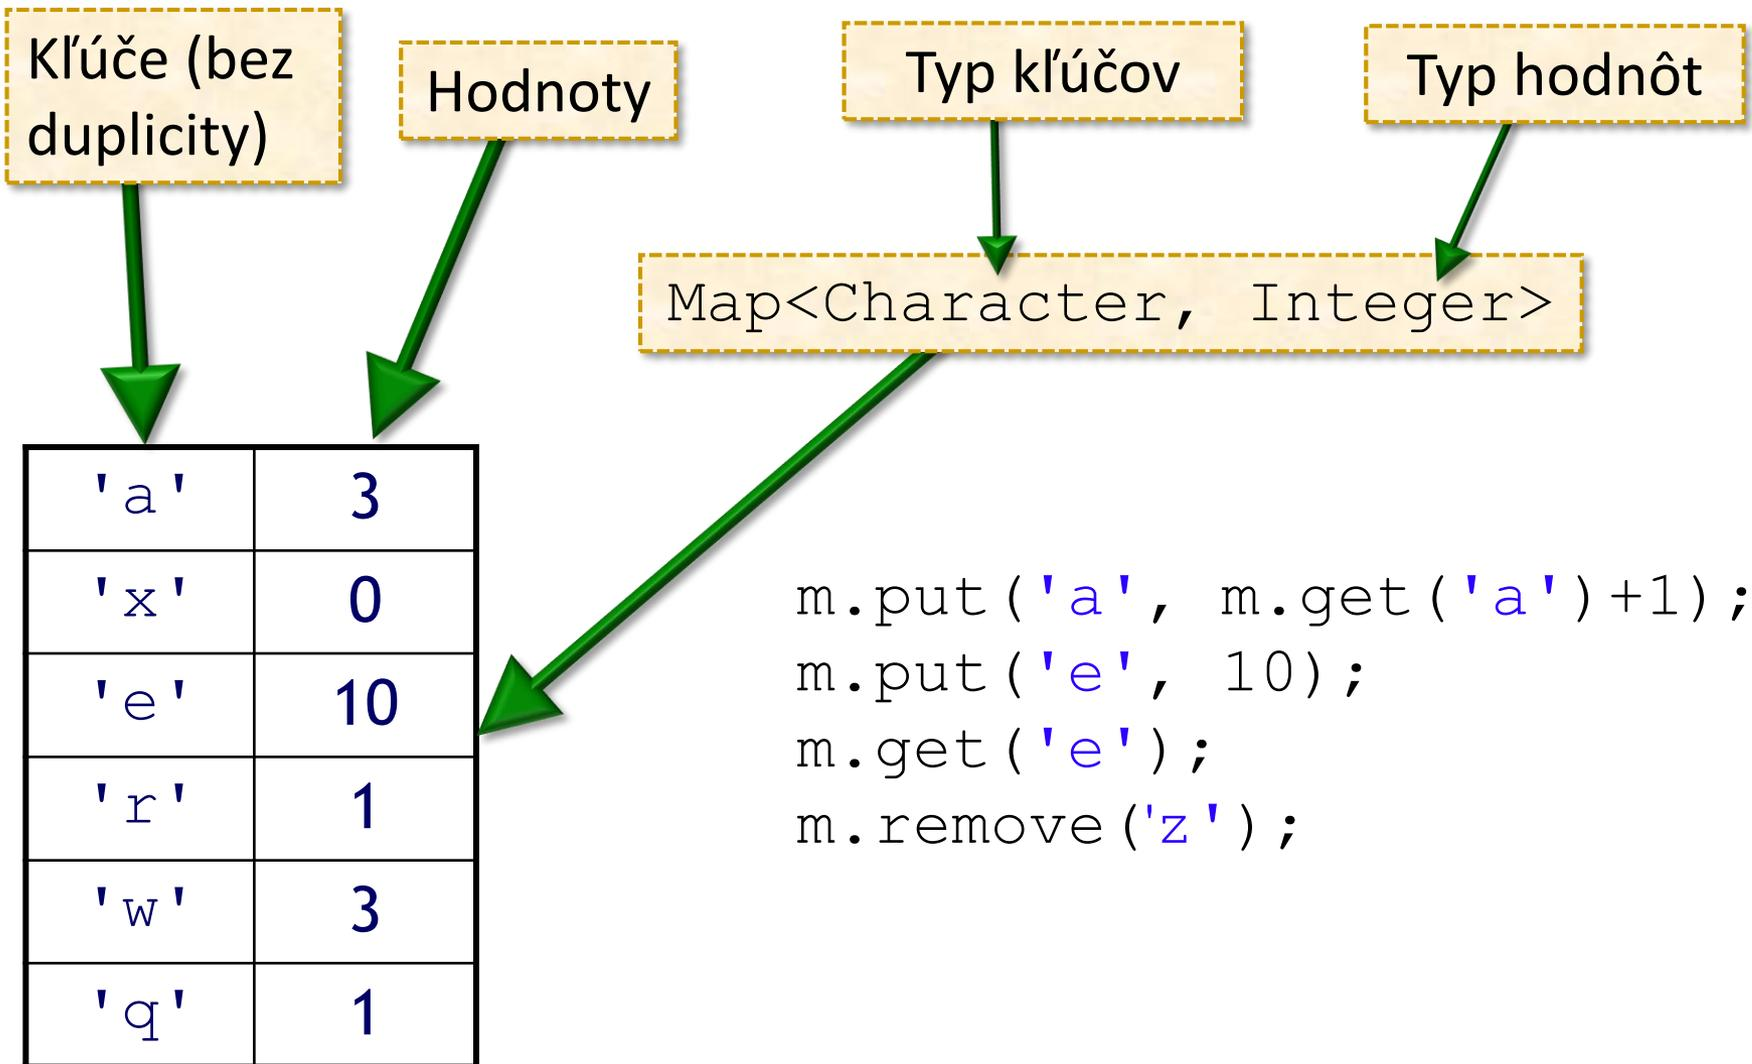 Kľúče (bez
duplicity)
Hodnoty
Typ kľúčov
Typ hodnôt
Map<Character, Integer>
'a' 3
'x' 0
'e' 10
'r' 1
'w' 3
'q' 1
m.put('a', m.get('a')+1);
m.put('e', 10);
m.get('e');
m.remove('z');